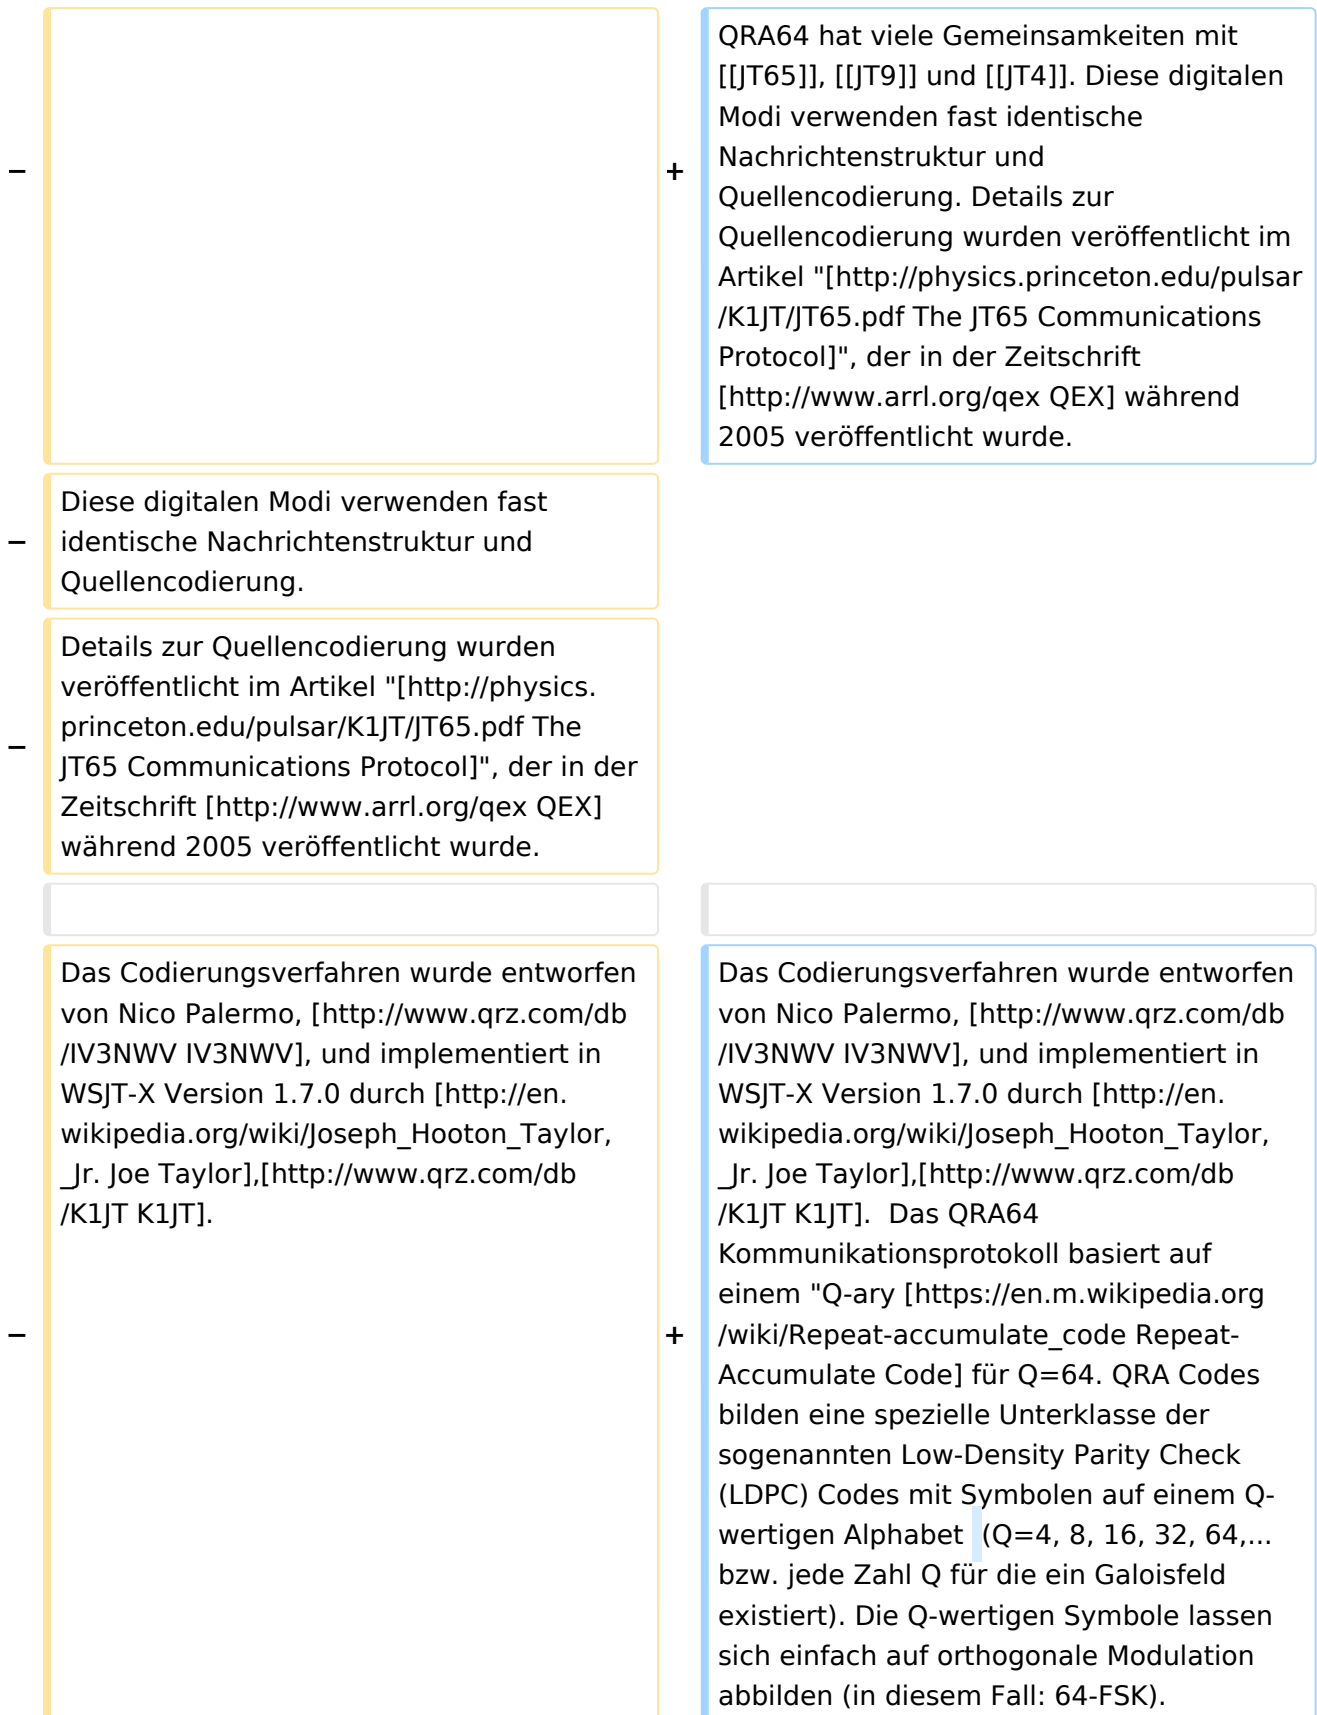 QRA64 hat viele Gemeinsamkeiten mit
[[JT65]], [[JT9]] und [[JT4]]. Diese digitalen
Modi verwenden fast identische
Nachrichtenstruktur und
Quellencodierung. Details zur
Quellencodierung wurden veröffentlicht im
Artikel "[http://physics.princeton.edu/pulsar
/K1JT/JT65.pdf The JT65 Communications
Protocol]", der in der Zeitschrift
[http://www.arrl.org/qex QEX] während
2005 veröffentlicht wurde.
− +
Diese digitalen Modi verwenden fast
− identische Nachrichtenstruktur und
Quellencodierung.
Details zur Quellencodierung wurden
veröffentlicht im Artikel "[http://physics.
princeton.edu/pulsar/K1JT/JT65.pdf The
− JT65 Communications Protocol]", der in der
Zeitschrift [http://www.arrl.org/qex QEX]
während 2005 veröffentlicht wurde.
Das Codierungsverfahren wurde entworfen
von Nico Palermo, [http://www.qrz.com/db
/IV3NWV IV3NWV], und implementiert in
WSJT-X Version 1.7.0 durch [http://en.
wikipedia.org/wiki/Joseph_Hooton_Taylor,
_Jr. Joe Taylor],[http://www.qrz.com/db
/K1JT K1JT].
− +
Das Codierungsverfahren wurde entworfen
von Nico Palermo, [http://www.qrz.com/db
/IV3NWV IV3NWV], und implementiert in
WSJT-X Version 1.7.0 durch [http://en.
wikipedia.org/wiki/Joseph_Hooton_Taylor,
_Jr. Joe Taylor],[http://www.qrz.com/db
/K1JT K1JT].  Das QRA64
Kommunikationsprotokoll basiert auf
einem "Q-ary [https://en.m.wikipedia.org
/wiki/Repeat-accumulate_code Repeat-
Accumulate Code] für Q=64. QRA Codes
bilden eine spezielle Unterklasse der
sogenannten Low-Density Parity Check
(LDPC) Codes mit Symbolen auf einem Q-
wertigen Alphabet  (Q=4, 8, 16, 32, 64,...
bzw. jede Zahl Q für die ein Galoisfeld
existiert). Die Q-wertigen Symbole lassen
sich einfach auf orthogonale Modulation
abbilden (in diesem Fall: 64-FSK).